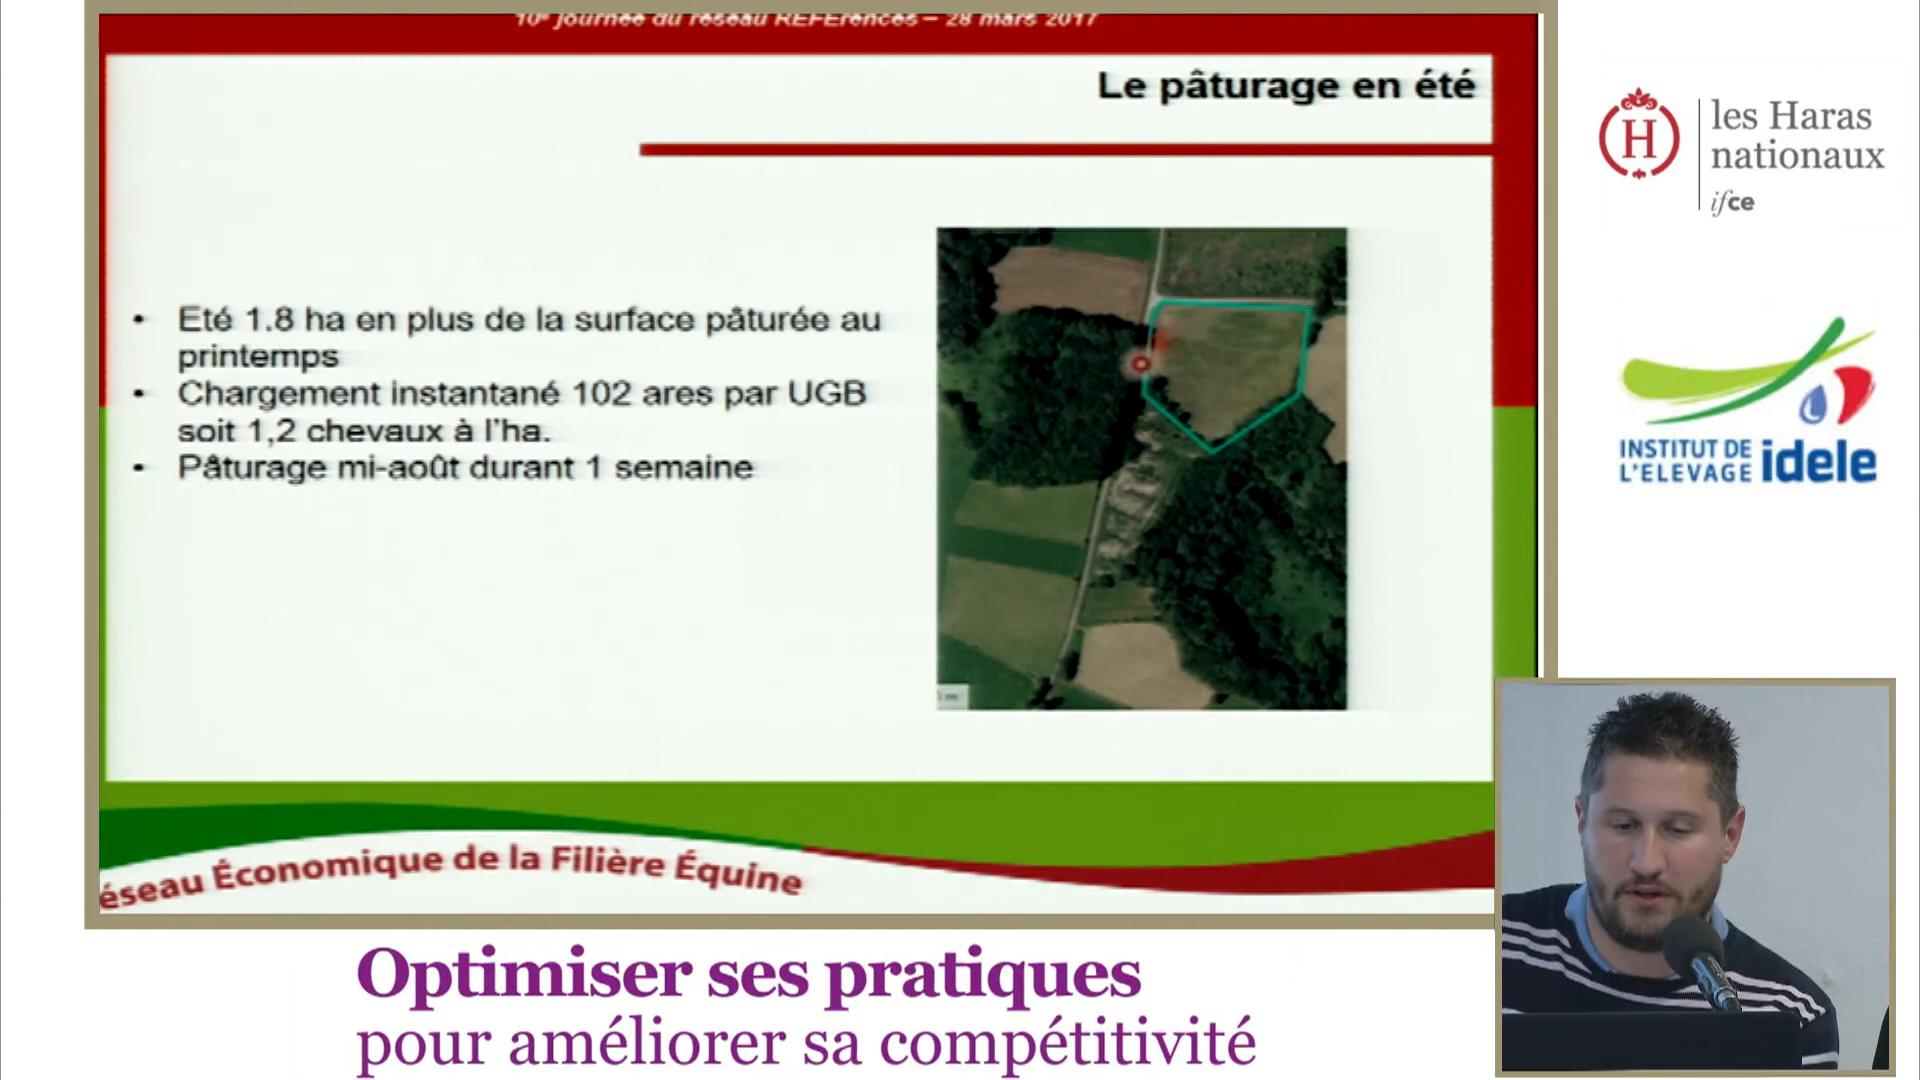 10e journée du réseau REFErences – 28 mars 2017
Le pâturage en été
• Eté 1.8 ha en plus de la surface pâturée au
printemps
• Chargement instantané 102 ares par UGB
soit 1,2 chevaux à l'ha.
• Pâturage mi-août durant 1 semaine
éseau Économique de la Filière Équine
Optimiser ses pratiques
pour améliorer sa compétitivité
H
les Haras
nationaux
ifce
INSTITUT DE
L'ELEVAGE idele